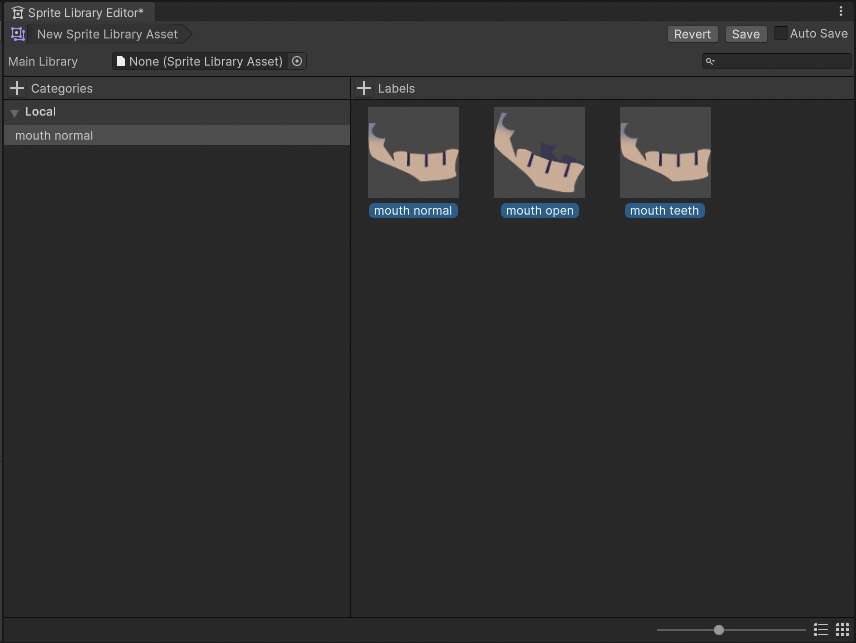 Sprite Library Editor*
New Sprite Library Asset
Revert Save Auto Save
Main Library None (Sprite Library Asset)
Categories
Labels
Local
mouth normal
mouth normal mouth open mouth teeth